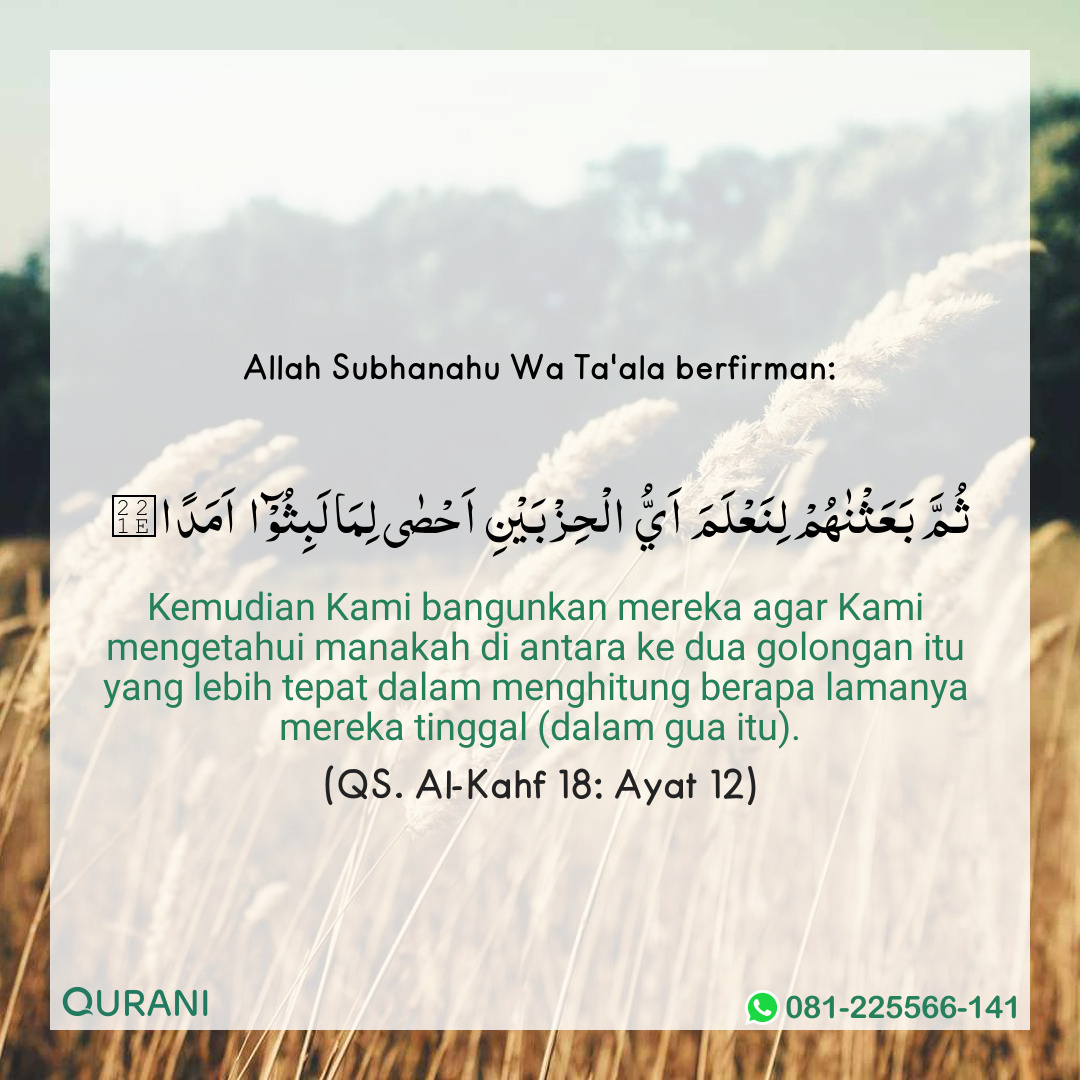 Allah Subhanahu Wa Ta'ala berfirman:
ثُمَّ بَعَثْنٰهُمْ لِنَعْلَمَ اَيُّ الْحِزْبَيْنِ اَحْصٰى لِمَا لَبِثُوْٓا اَمَدًا ∞
Kemudian Kami bangunkan mereka agar Kami
mengetahui manakah di antara ke dua golongan itu
yang lebih tepat dalam menghitung berapa lamanya
mereka tinggal (dalam gua itu).
(QS. Al-Kahf 18: Ayat 12)
QURANI
081-225566-141